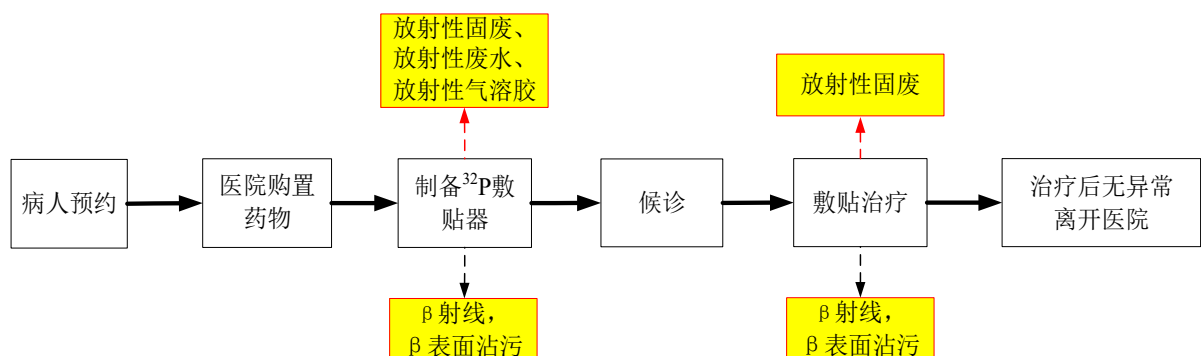 放射性固废、
放射性废水、
放射性气溶胶
放射性固废
病人预约
医院购置
药物
制备³²P敷
贴器
候诊
敷贴治疗
治疗后无异常
离开医院
β射线，
β表面沾污
β射线，
β表面沾污